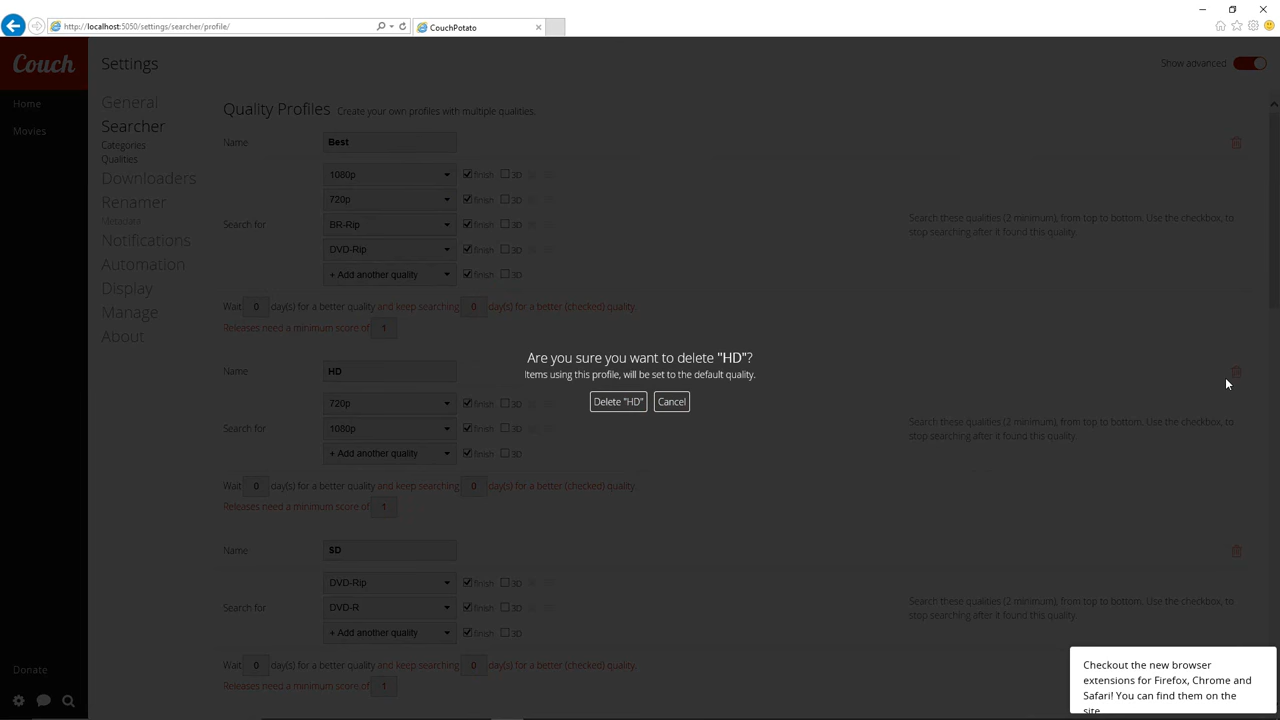 http://localhost:5050/settings/searcher/profile/
CouchPotato
Couch
Settings
Show advanced
Home
Movies
General
Searcher
Categories
Qualities
Downloaders
Renamer
Metadata
Notifications
Automation
Display
Manage
About
Donate
Quality Profiles Create your own profiles with multiple qualities.
Name Best
1080p finish 3D
720p finish 3D
Search for BR-Rip finish 3D
DVD-Rip finish 3D
+ Add another quality finish 3D
Search these qualities (2 minimum), from top to bottom. Use the checkbox, to
stop searching after it found this quality.
Wait 0 day(s) for a better quality and keep searching 0 day(s) for a better (checked) quality.
Releases need a minimum score of 1
Are you sure you want to delete "HD"?
Items using this profile, will be set to the default quality.
Delete "HD" Cancel
Name HD
720p finish 3D
Search for 1080p finish 3D
+ Add another quality finish 3D
Search these qualities (2 minimum), from top to bottom. Use the checkbox, to
stop searching after it found this quality.
Wait 0 day(s) for a better quality and keep searching 0 day(s) for a better (checked) quality.
Releases need a minimum score of 1
Name SD
DVD-Rip finish 3D
Search for DVD-R finish 3D
+ Add another quality finish 3D
Search these qualities (2 minimum), from top to bottom. Use the checkbox, to
stop searching after it found this quality.
Wait 0 day(s) for a better quality and keep searching 0 day(s) for a better (checked) quality.
Releases need a minimum score of 1
Checkout the new browser
extensions for Firefox, Chrome and
Safari! You can find them on the
site